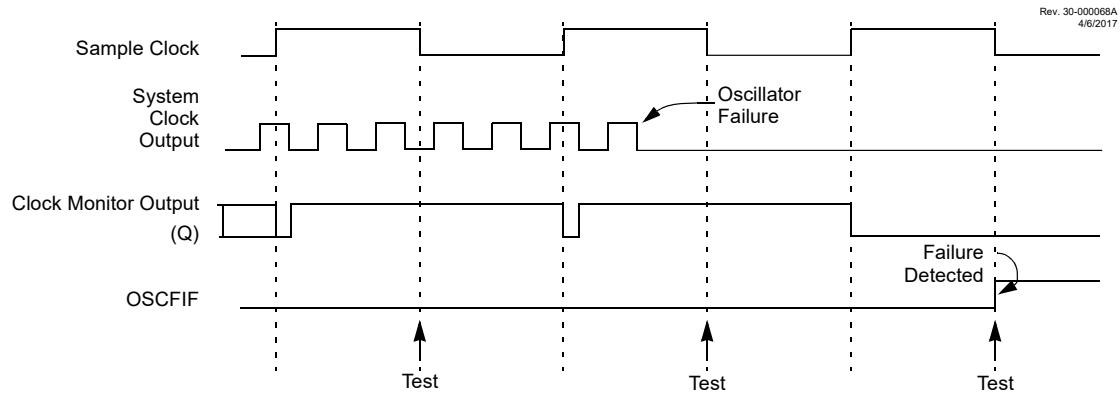 Rev. 30-000068A
4/6/2017
Sample Clock
System
Clock
Output
Oscillator
Failure
Clock Monitor Output
(Q)
Failure
Detected
OSCFIF
Test
Test
Test